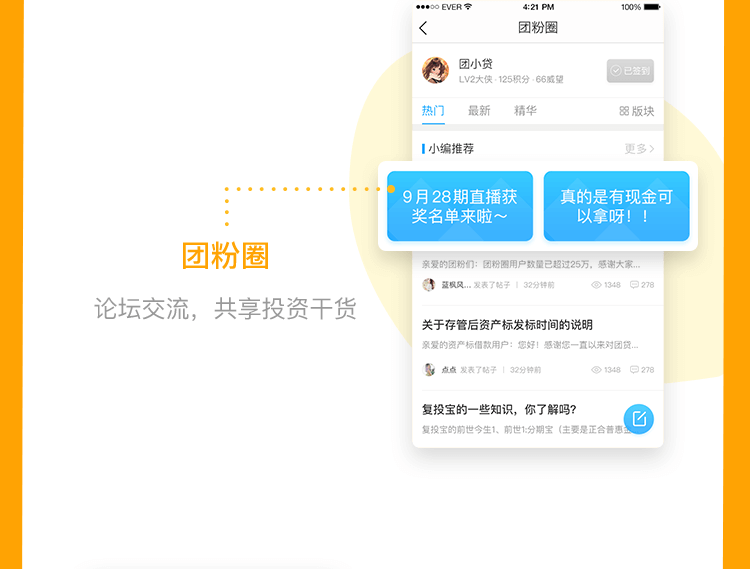 EVER 4:21 PM 100%
团粉圈
团小贷
LV2大侠 · 125积分 · 66威望
已签到
热门 最新 精华 版块
小编推荐 更多
9月28期直播获
奖名单来啦～
真的是有现金可
以拿呀！！
亲爱的团粉们：团粉圈用户数量已超过25万，感谢大家...
蓝枫风... 发表了帖子 | 32分钟前 1348 278
关于存管后资产标发标时间的说明
亲爱的资产标借款用户：您好！感谢您一直以来对团贷...
点点 发表了帖子 | 32分钟前 1348 278
复投宝的一些知识，你了解吗?
复投宝的前世今生1、前世1:分期宝（主要是正合普惠
团粉圈
论坛交流，共享投资干货